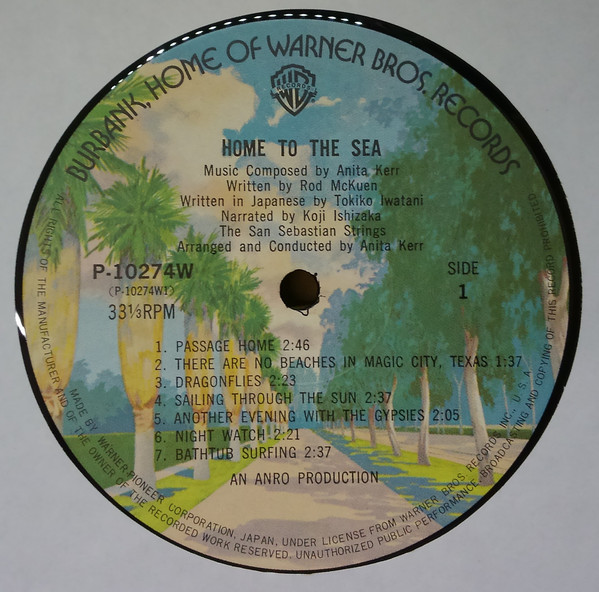 BURBANK, HOME OF WARNER BROS. RECORDS
WB
RECORDS
HOME TO THE SEA
Music Composed by Anita Kerr
Written by Rod McKuen
Written in Japanese by Tokiko Iwatani
Narrated by Koji Ishizaka
The San Sebastian Strings
Arranged and Conducted by Anita Kerr
P-10274W
(P-10274W1)
33⅓RPM
SIDE
1
1. PASSAGE HOME 2:46
2. THERE ARE NO BEACHES IN MAGIC CITY, TEXAS 1:37
3. DRAGONFLIES 2:23
4. SAILING THROUGH THE SUN 2:37
5. ANOTHER EVENING WITH THE GYPSIES 2:05
6. NIGHT WATCH 2:21
7. BATHTUB SURFING 2:37
AN ANRO PRODUCTION
MADE BY WARNER-PIONEER CORPORATION, JAPAN, UNDER LICENSE FROM WARNER BROS RECORDS INC., U.S.A.
ALL RIGHTS OF THE MANUFACTURER AND OF THE OWNER OF THE RECORDED WORK RESERVED. UNAUTHORIZED PUBLIC PERFORMANCE, BROADCASTING AND COPYING OF THIS RECORD PROHIBITED